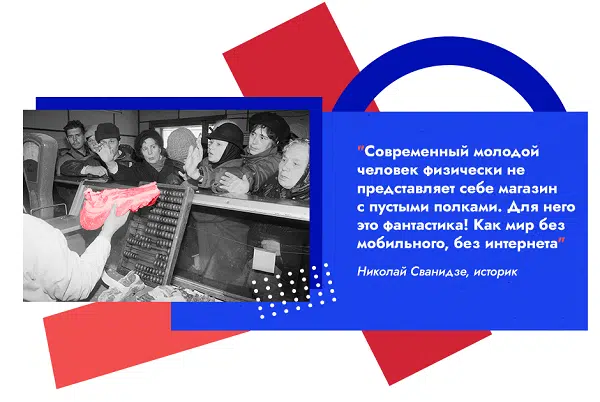 "Современный молодой
человек физически не
представляет себе магазин
с пустыми полками. Для него
это фантастика! Как мир без
мобильного, без интернета"
Николай Сванидзе, историк